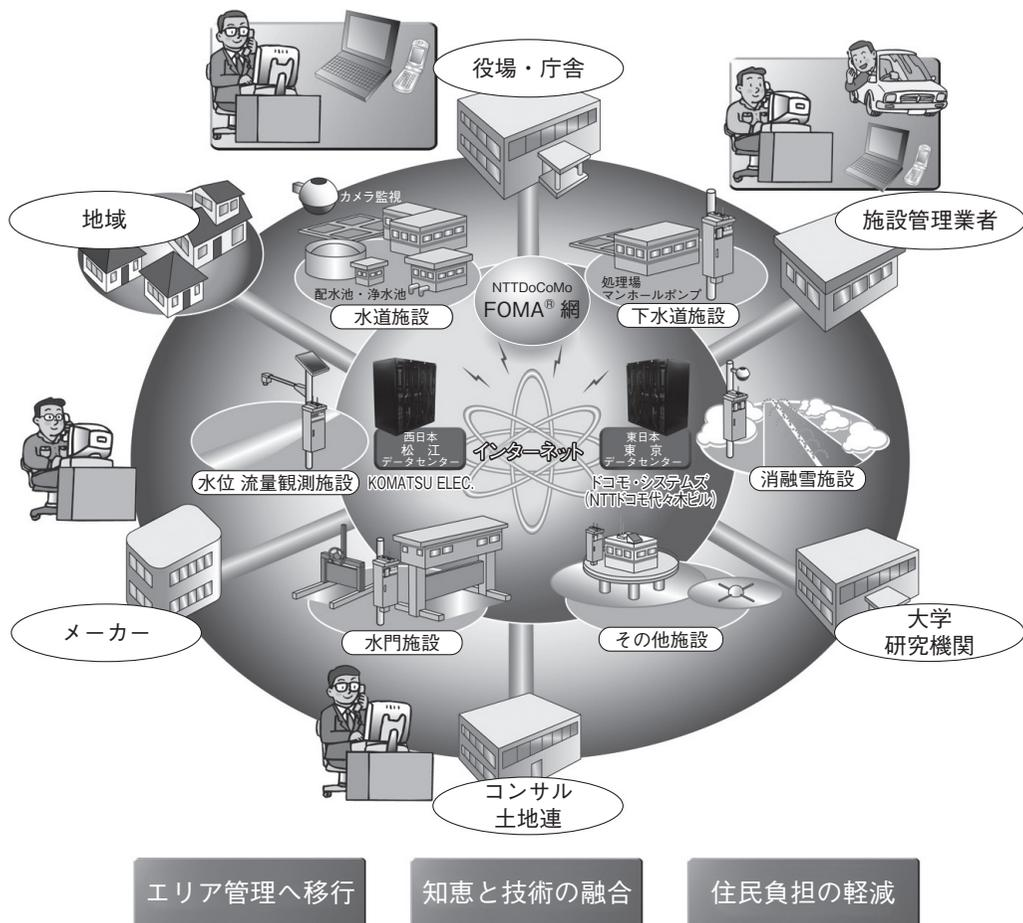 役場・庁舎
地域
施設管理業者
カメラ監視
配水池・浄水池
水道施設
NTTDoCoMo
FOMA® 網
処理場
マンホールポンプ
下水道施設
水位 流量観測施設
西日本
松 江
データセンター
KOMATSU ELEC.
インターネット
東日本
東 京
データセンター
ドコモ・システムズ
(NTTドコモ代々木ビル)
消融雪施設
メーカー
水門施設
その他施設
大学
研究機関
コンサル
土地連
エリア管理へ移行
知恵と技術の融合
住民負担の軽減